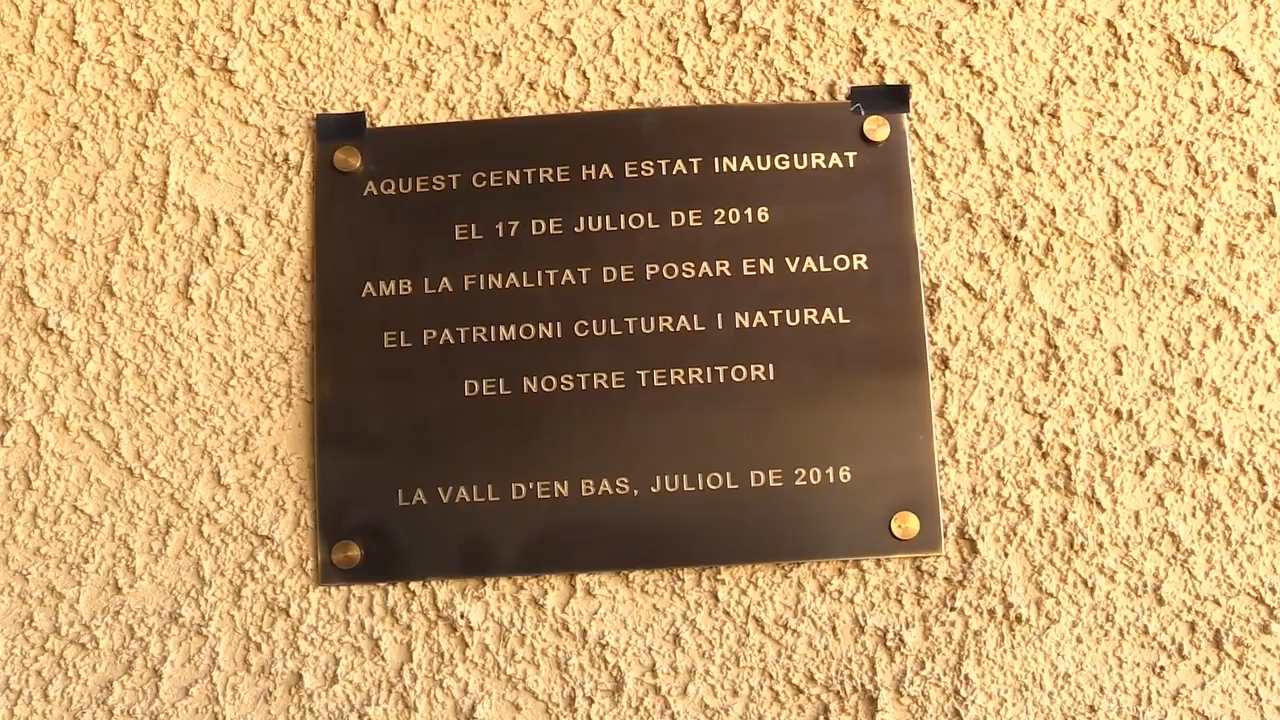 AQUEST CENTRE HA ESTAT INAUGURAT
EL 17 DE JULIOL DE 2016
AMB LA FINALITAT DE POSAR EN VALOR
EL PATRIMONI CULTURAL I NATURAL
DEL NOSTRE TERRITORI
LA VALL D'EN BAS, JULIOL DE 2016